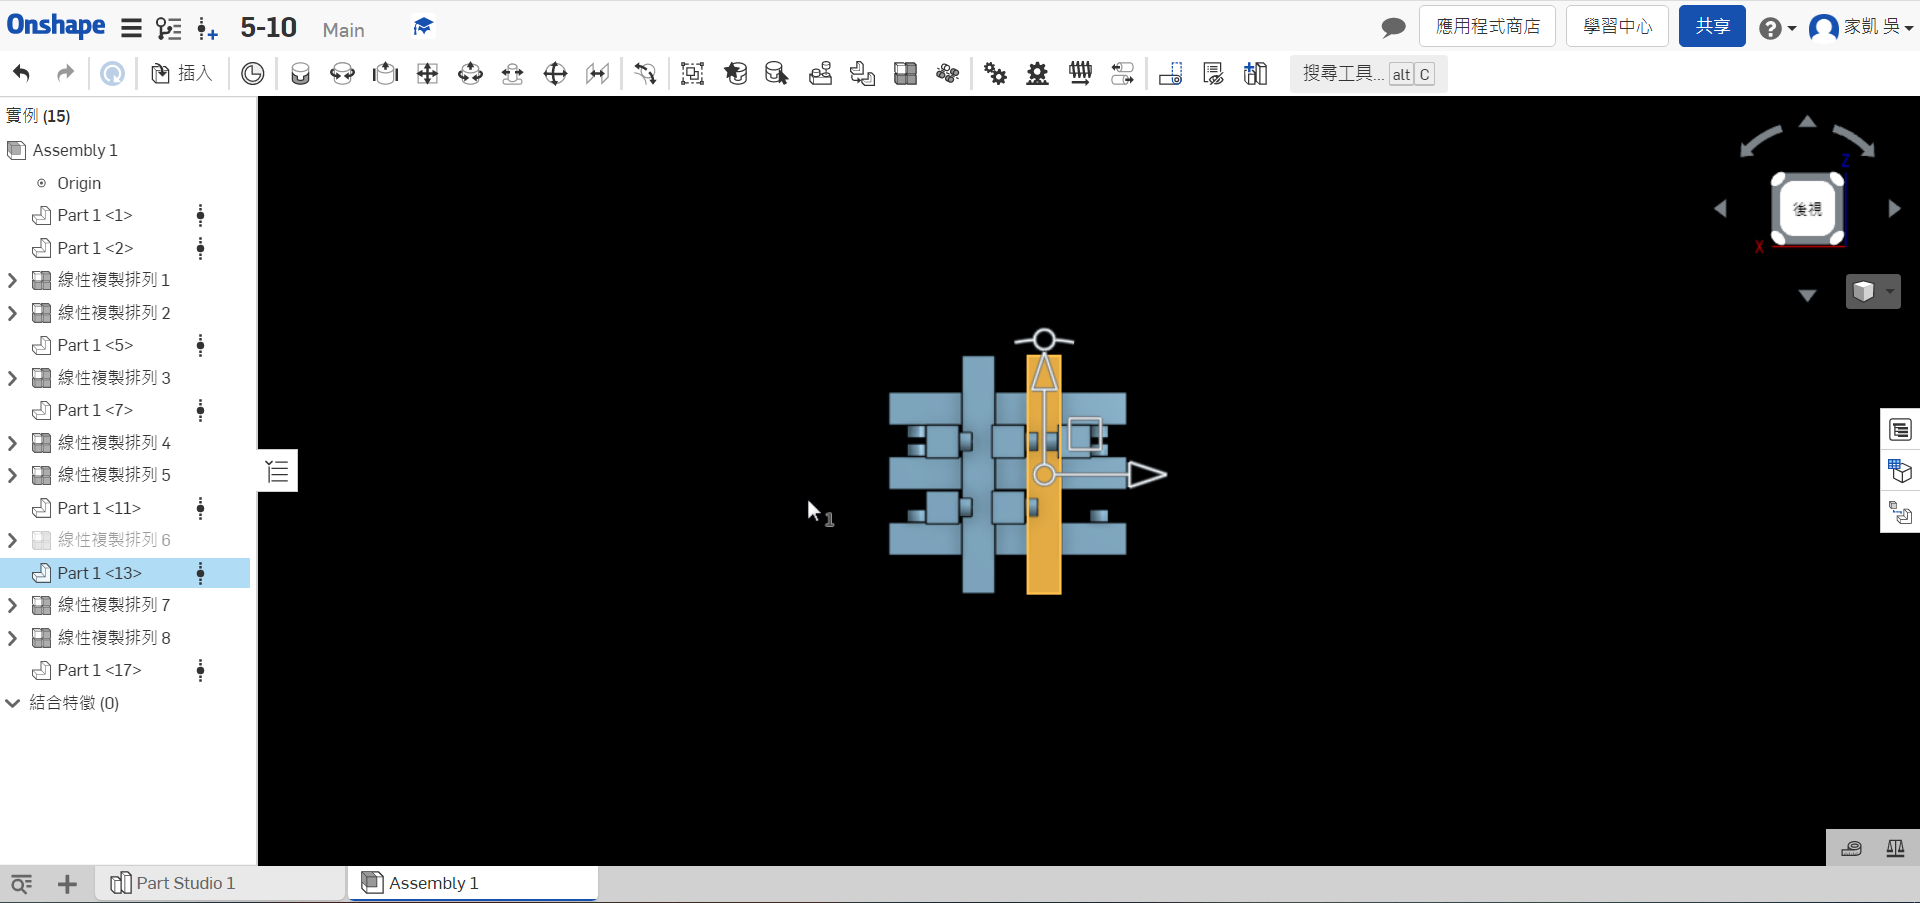 Onshape 5-10 Main 應用程式商店 學習中心 共享 家凱 吳
插入 搜尋工具... alt C
實例 (15)
Assembly 1
Origin
Part 1 <1>
Part 1 <2>
線性複製排列 1
線性複製排列 2
Part 1 <5>
線性複製排列 3
Part 1 <7>
線性複製排列 4
線性複製排列 5
Part 1 <11>
線性複製排列 6
Part 1 <13>
線性複製排列 7
線性複製排列 8
Part 1 <17>
結合特徵 (0)
Z
後視
X
1
Part Studio 1 Assembly 1